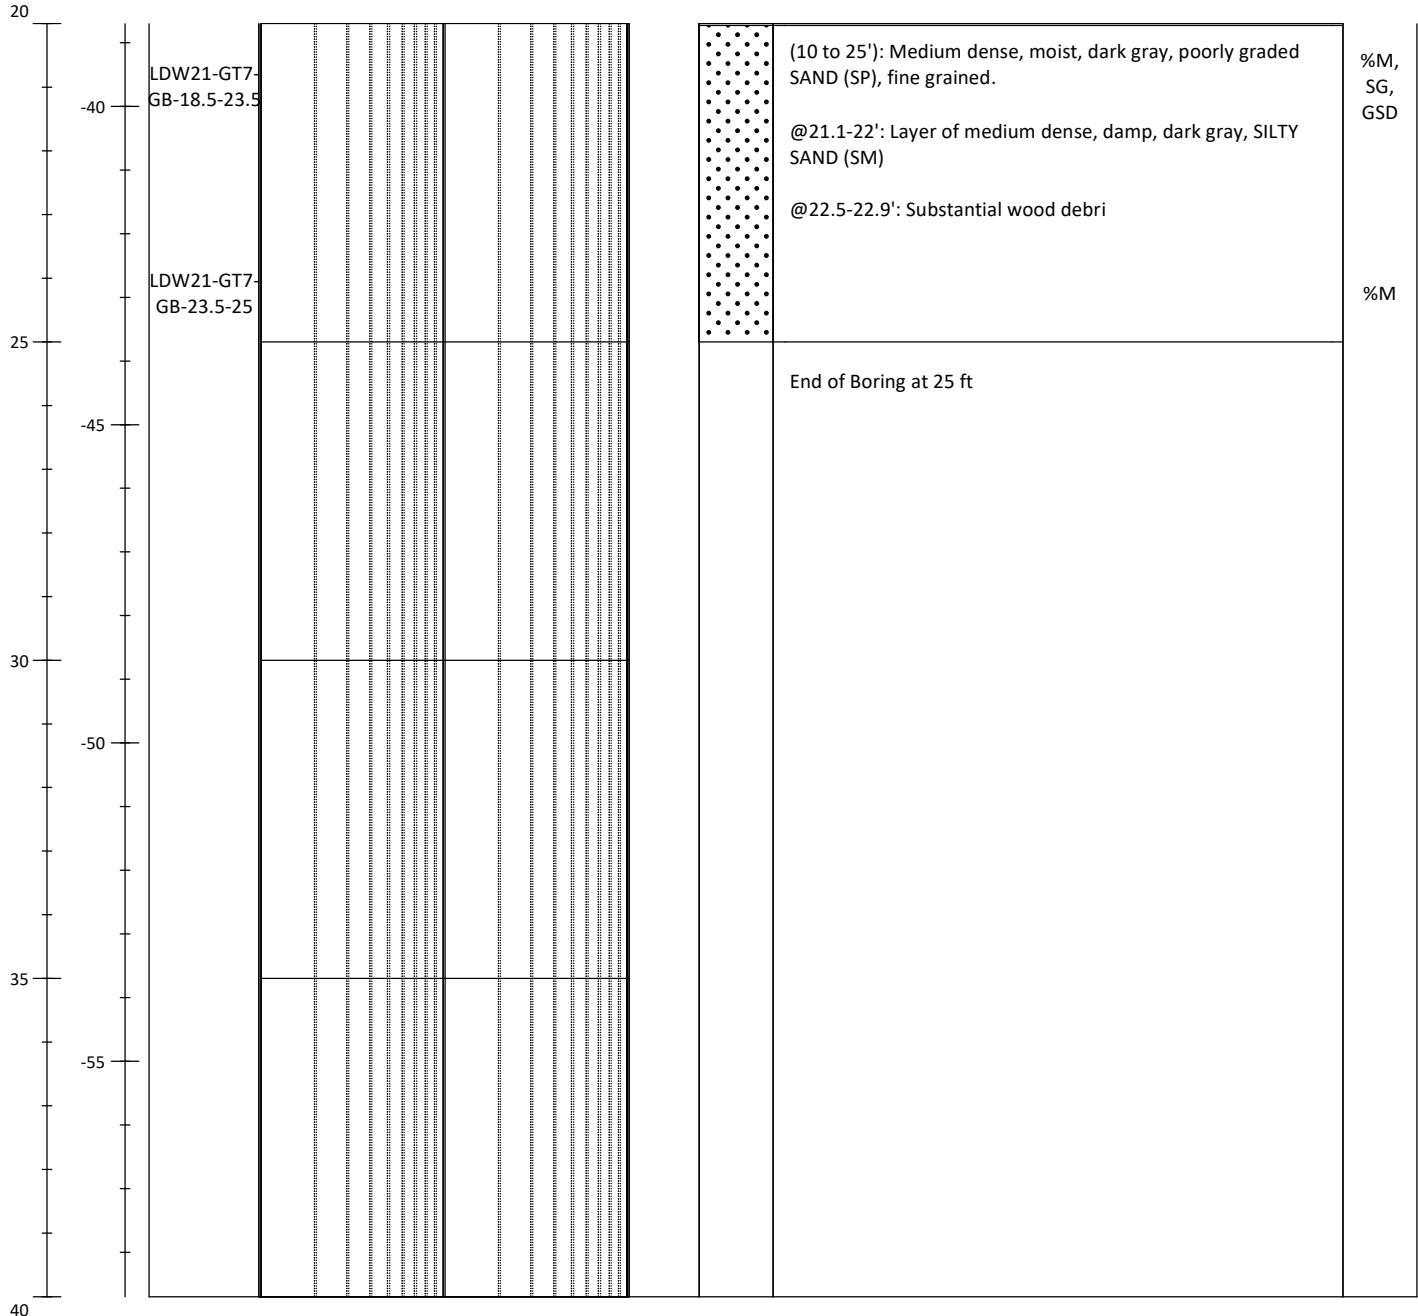 20
LDW21-GT7-
GB-18.5-23.5
-40
(10 to 25'): Medium dense, moist, dark gray, poorly graded
SAND (SP), fine grained.
@21.1-22': Layer of medium dense, damp, dark gray, SILTY
SAND (SM)
@22.5-22.9': Substantial wood debri
%M,
SG,
GSD
LDW21-GT7-
GB-23.5-25
%M
25
End of Boring at 25 ft
-45
30
-50
35
-55
40